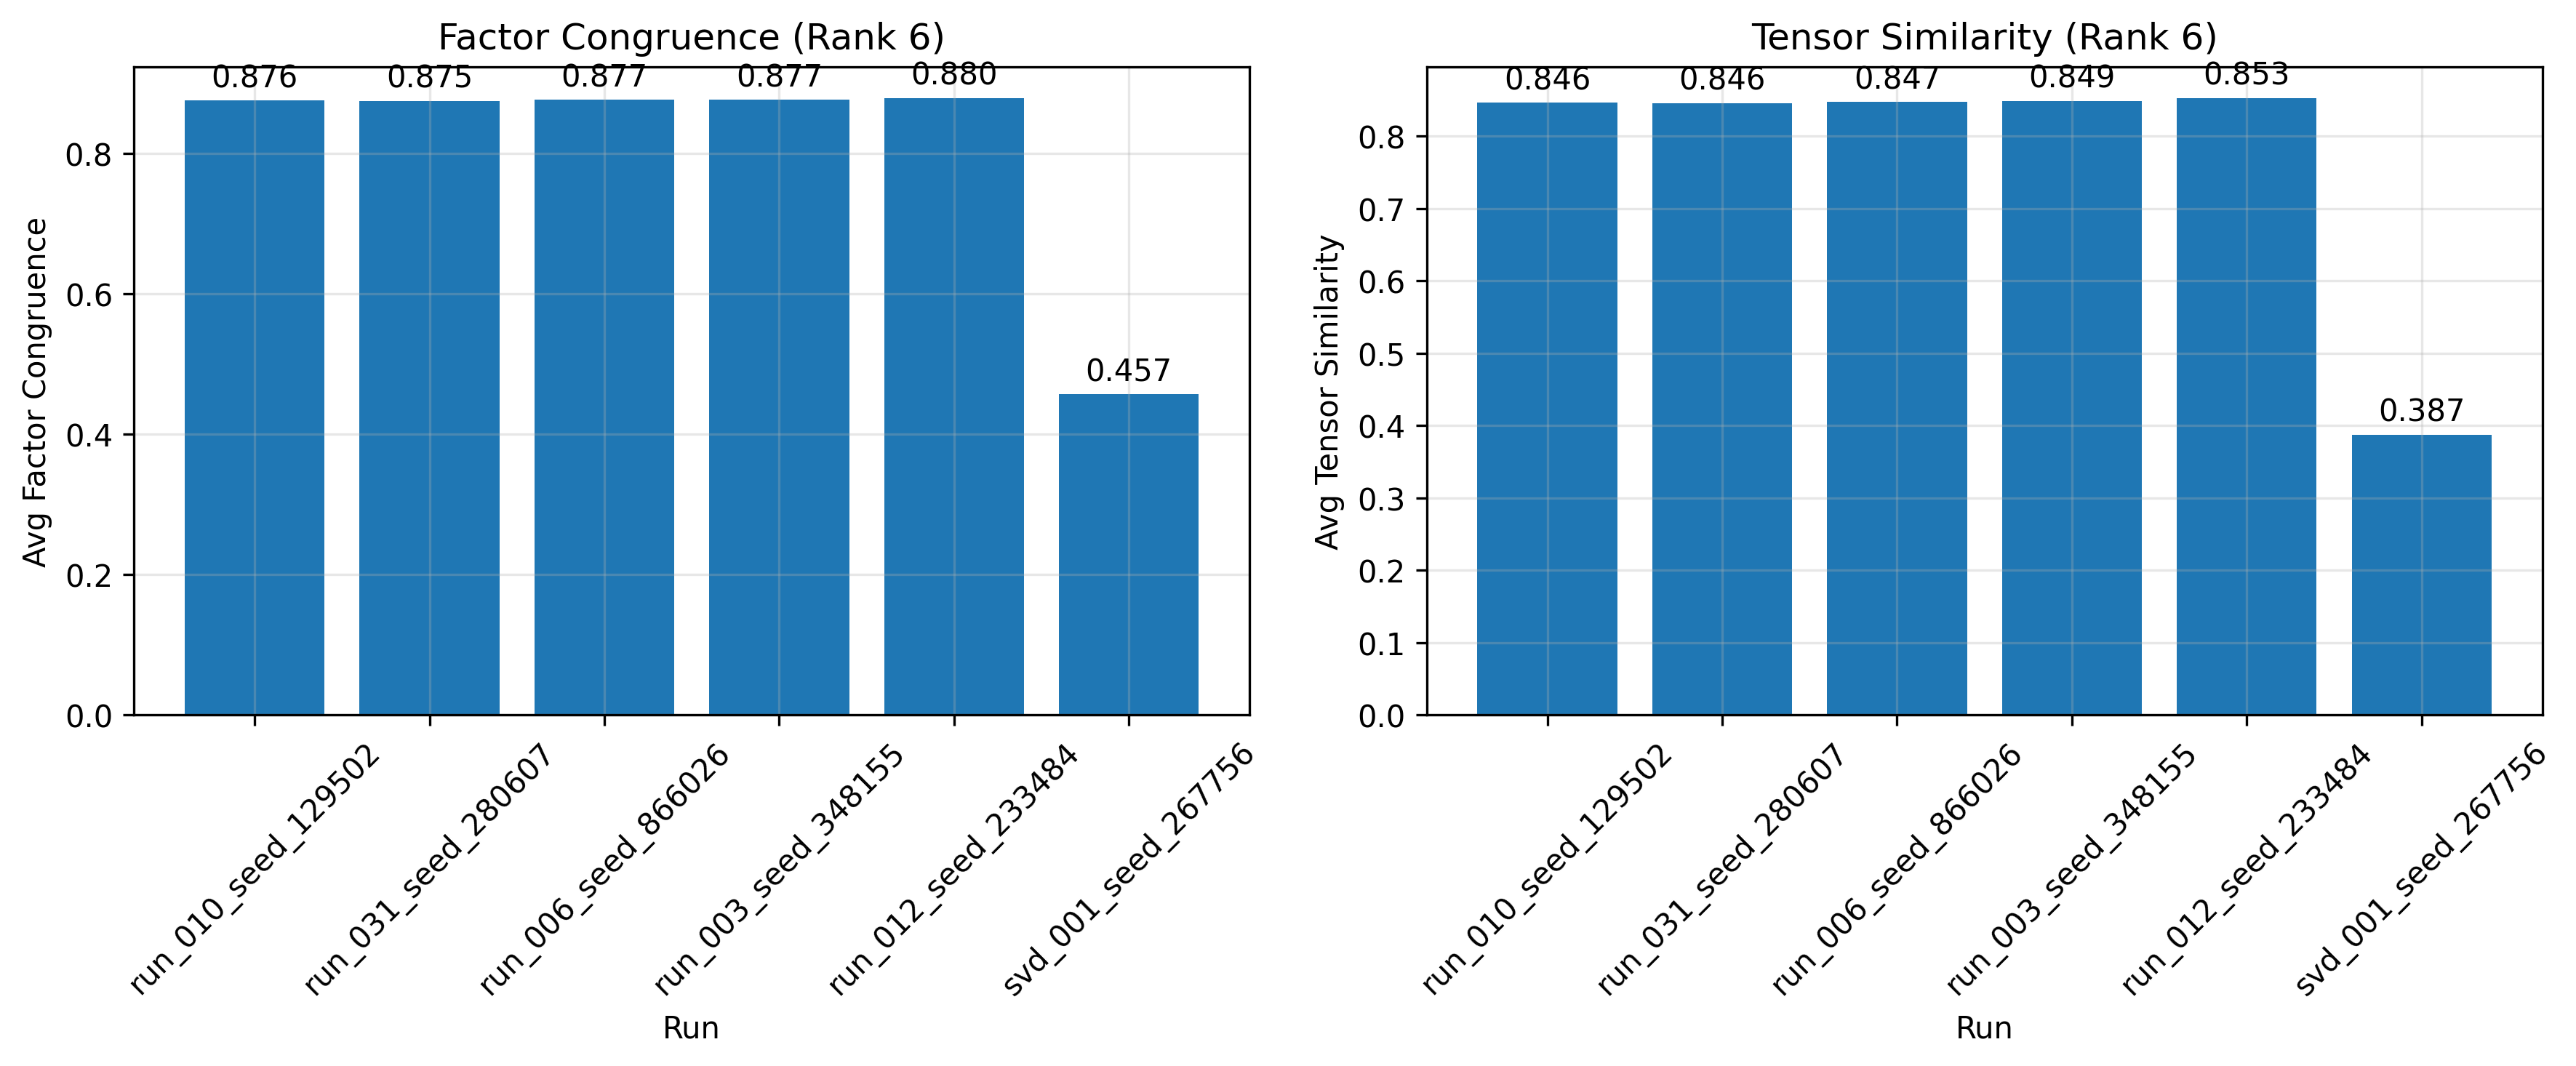 Factor Congruence (Rank 6)
0.876
0.875
0.877
0.877
0.880
0.457
0.8
0.6
0.4
0.2
0.0
Avg Factor Congruence
run_010_seed_129502
run_031_seed_280607
run_006_seed_866026
run_003_seed_348155
run_012_seed_233484
svd_001_seed_267756
Run
Tensor Similarity (Rank 6)
0.846
0.846
0.847
0.849
0.853
0.387
0.8
0.7
0.6
0.5
0.4
0.3
0.2
0.1
0.0
Avg Tensor Similarity
run_010_seed_129502
run_031_seed_280607
run_006_seed_866026
run_003_seed_348155
run_012_seed_233484
svd_001_seed_267756
Run